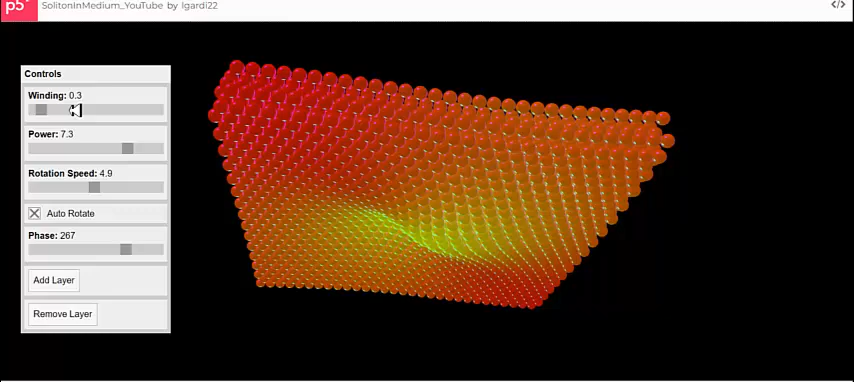 p5*
SolitonInMedium_YouTube by lgardi22
</>
Controls
Winding: 0.3
Power: 7.3
Rotation Speed: 4.9
Auto Rotate
Phase: 267
Add Layer
Remove Layer